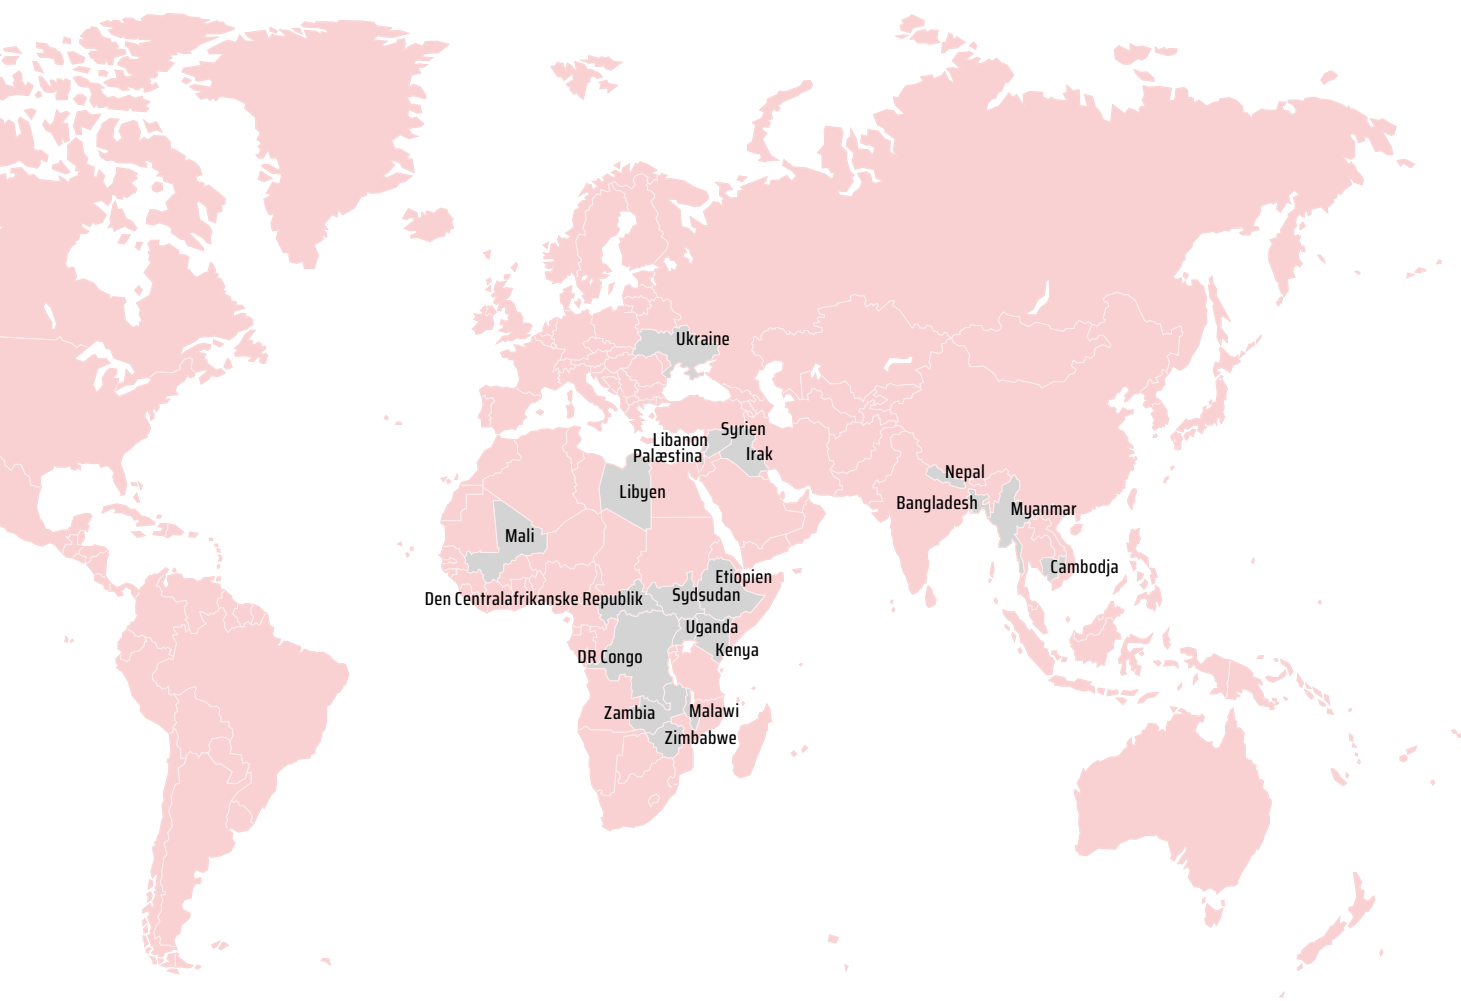 Ukraine
Syrien
Libanon
Palæstina
Irak
Libyen
Nepal
Bangladesh
Myanmar
Mali
Cambodja
Etiopien
Sydsudan
Den Centralafrikanske Republik
Uganda
Kenya
DR Congo
Zambia
Malawi
Zimbabwe